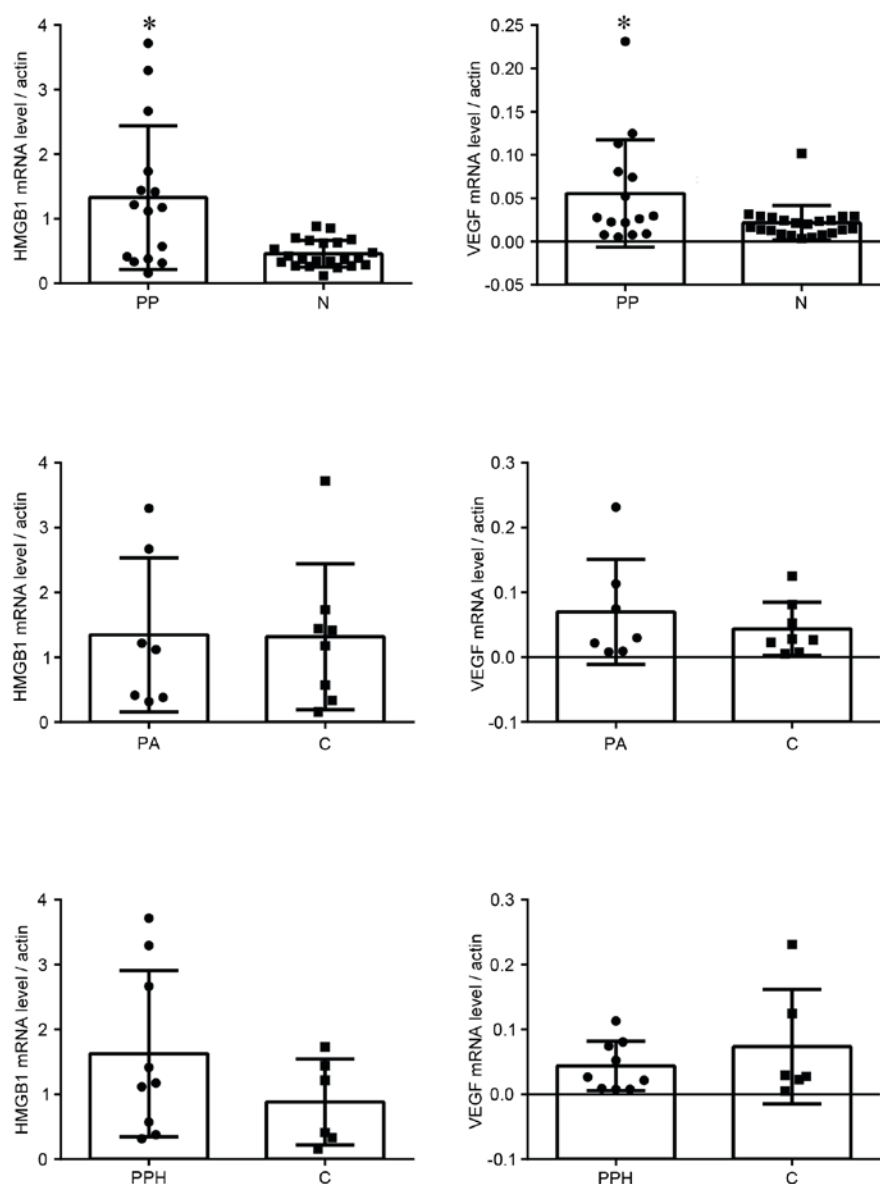 *
*
HMGB1 mRNA level / actin
4
3
2
1
0
PP
N
VEGF mRNA level / actin
0.25
0.20
0.15
0.10
0.05
0.00
-0.05
PP
N
HMGB1 mRNA level / actin
4
3
2
1
0
PA
C
VEGF mRNA level / actin
0.3
0.2
0.1
0.0
-0.1
PA
C
HMGB1 mRNA level / actin
4
3
2
1
0
PPH
C
VEGF mRNA level / actin
0.3
0.2
0.1
0.0
-0.1
PPH
C